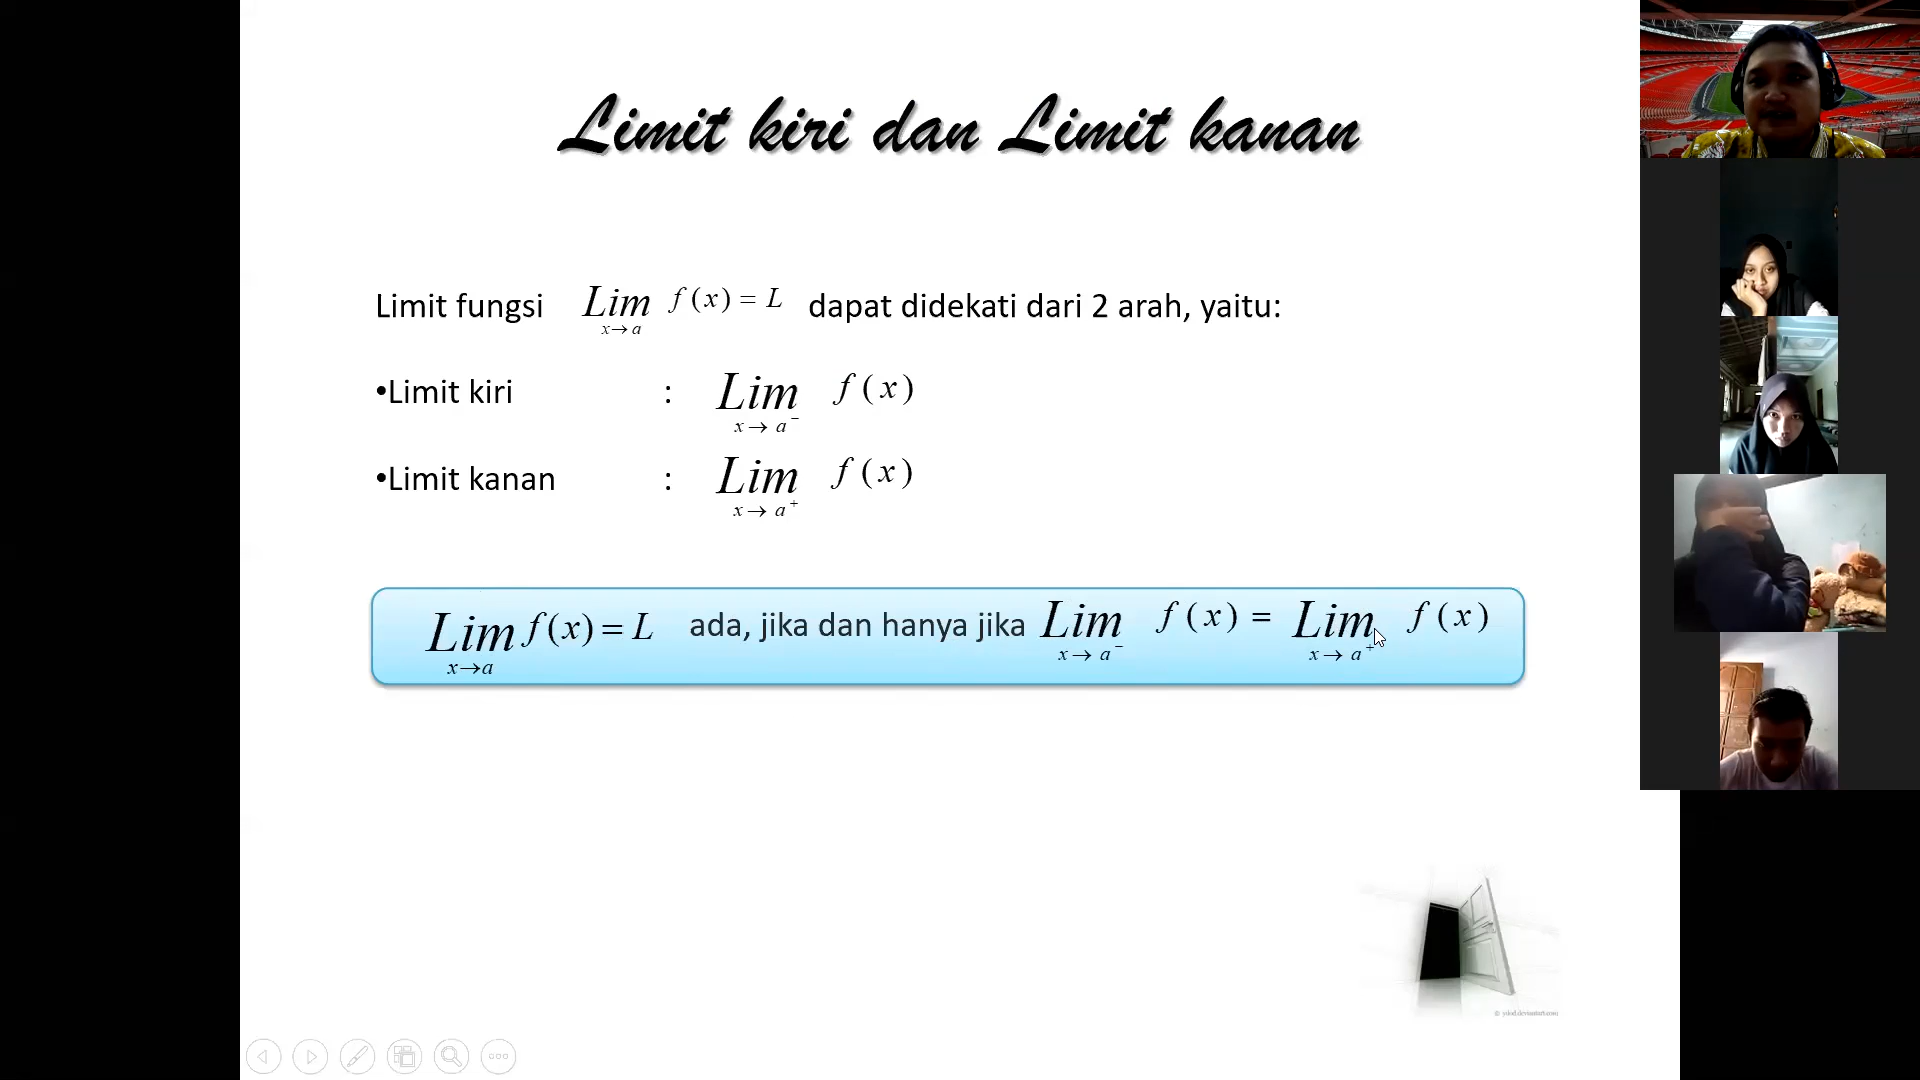 Limit kiri dan Limit kanan
Limit fungsi Lim x→a f(x) = L dapat didekati dari 2 arah, yaitu:
•Limit kiri : Lim x→ a⁻ f(x)
•Limit kanan : Lim x→ a⁺ f(x)
Lim x→a f(x) = L ada, jika dan hanya jika Lim x→ a⁻ f(x) = Lim x→ a⁺ f(x)